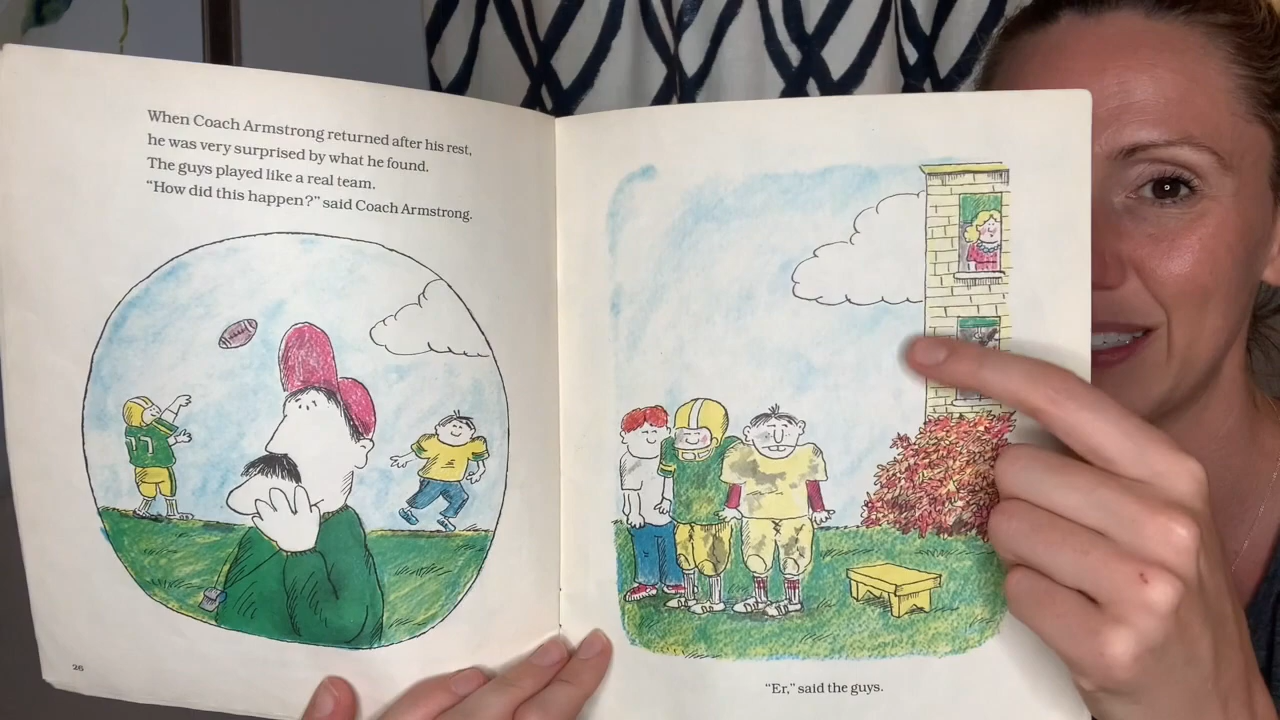 When Coach Armstrong returned after his rest,
he was very surprised by what he found.
The guys played like a real team.
“How did this happen?” said Coach Armstrong.
77
26
“Er,” said the guys.